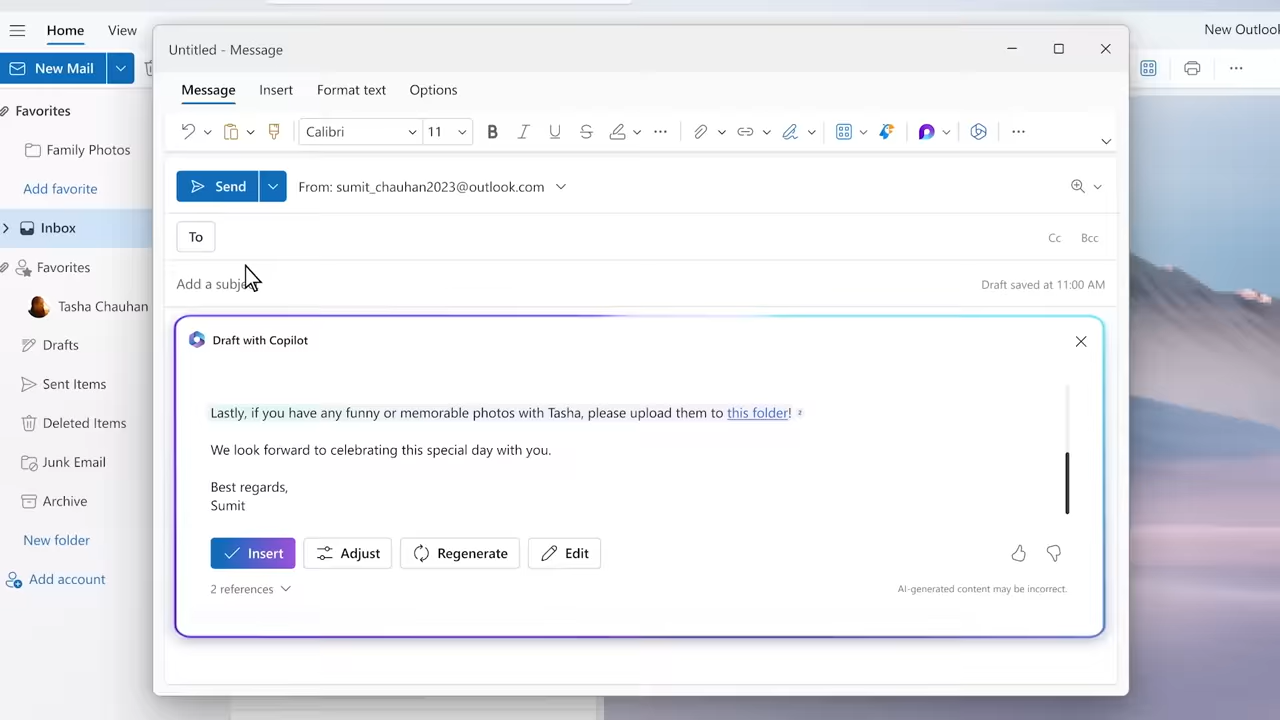 Home View
New Outlook
New Mail
Untitled - Message
Message Insert Format text Options
Calibri 11
Send From: sumit_chauhan2023@outlook.com
To Cc Bcc
Add a subje
Draft saved at 11:00 AM
Favorites
Family Photos
Add favorite
Inbox
Favorites
Tasha Chauhan
Drafts
Sent Items
Deleted Items
Junk Email
Archive
New folder
Add account
Draft with Copilot
Lastly, if you have any funny or memorable photos with Tasha, please upload them to this folder! 2
We look forward to celebrating this special day with you.
Best regards,
Sumit
Insert Adjust Regenerate Edit
2 references
AI-generated content may be incorrect.